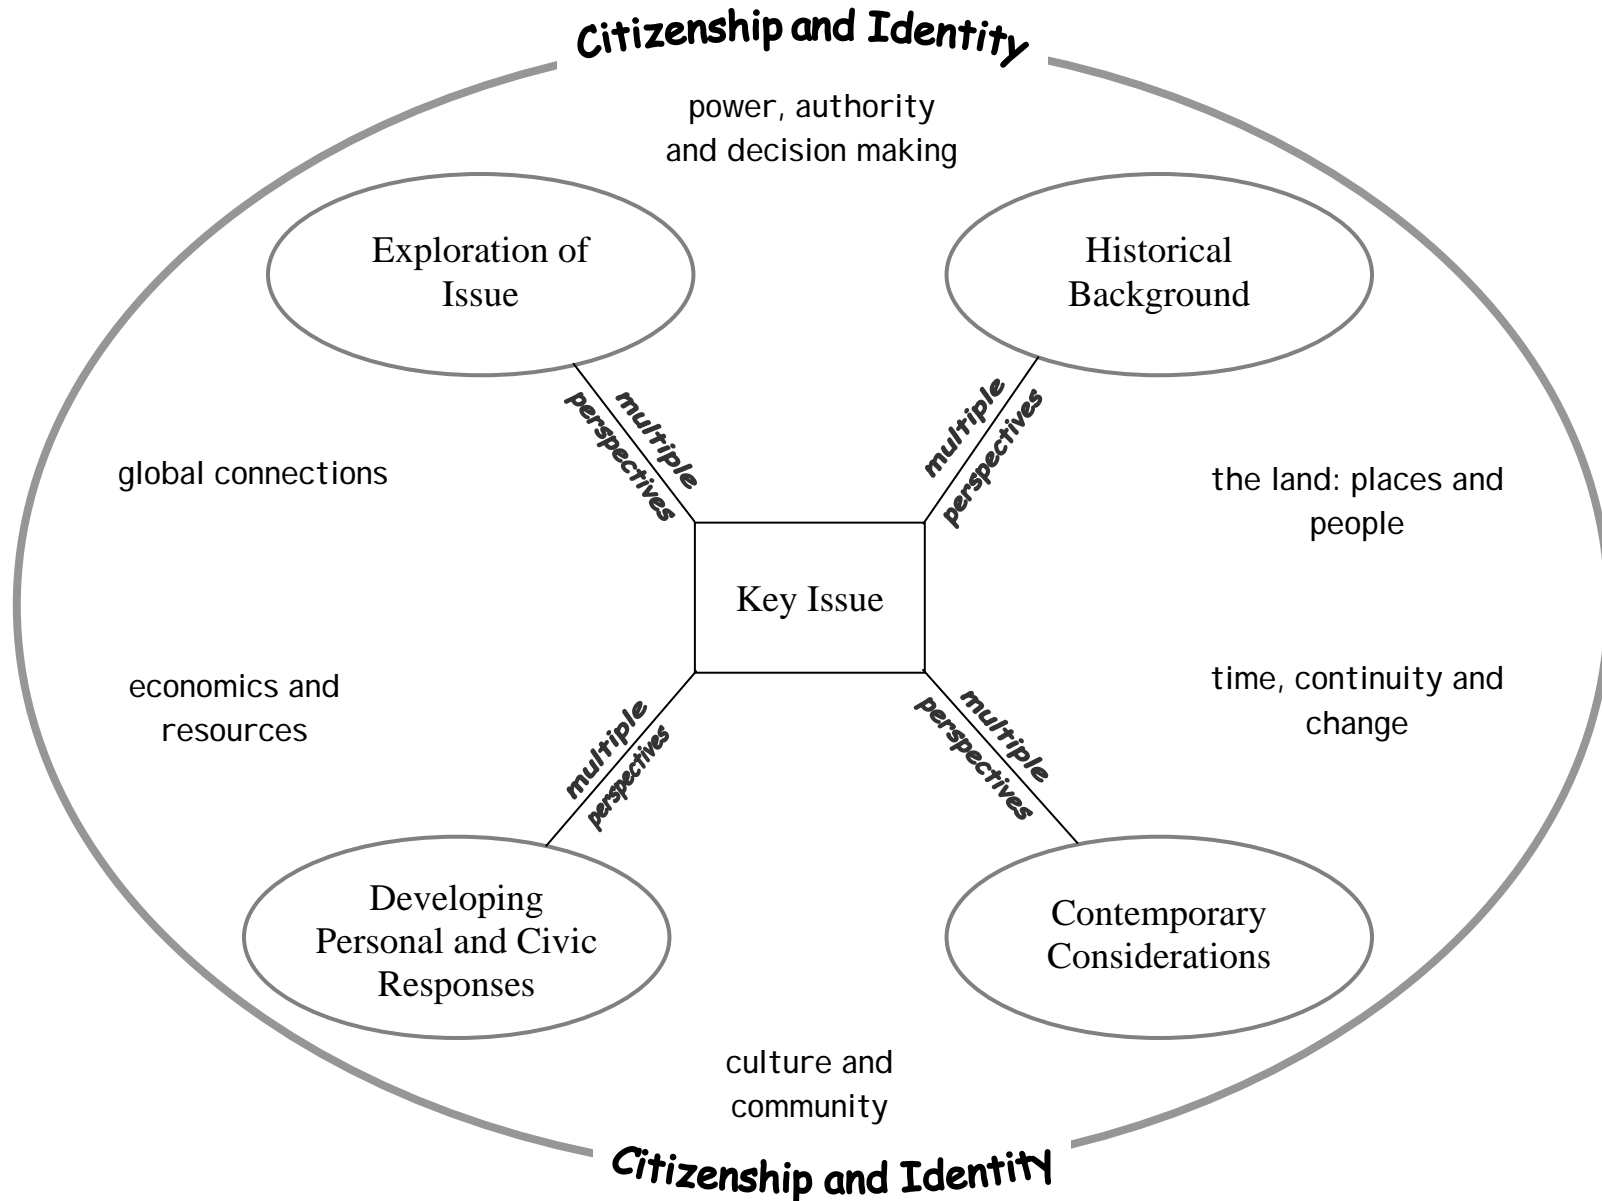 Citizenship and Identity
power, authority
and decision making
Exploration of
Issue
Historical
Background
multiple
perspectives
multiple
perspectives
global connections
the land: places and
people
Key Issue
economics and
resources
time, continuity and
change
multiple
perspectives
multiple
perspectives
Developing
Personal and Civic
Responses
Contemporary
Considerations
culture and
community
Citizenship and Identity